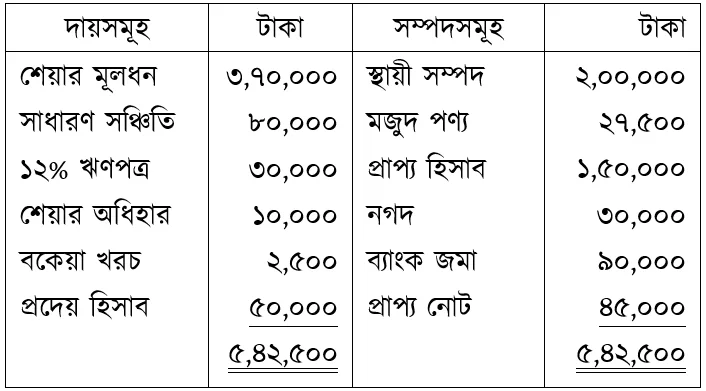 দায়সমূহ টাকা সম্পদসমূহ টাকা
শেয়ার মূলধন ৩,৭০,০০০ স্থায়ী সম্পদ ২,০০,০০০
সাধারণ সঞ্চিতি ৮০,০০০ মজুদ পণ্য ২৭,৫০০
১২% ঋণপত্র ৩০,০০০ প্রাপ্য হিসাব ১,৫০,০০০
শেয়ার অধিহার ১০,০০০ নগদ ৩০,০০০
বকেয়া খরচ ২,৫০০ ব্যাংক জমা ৯০,০০০
প্রদেয় হিসাব ৫০,০০০ প্রাপ্য নোট ৪৫,০০০
৫,৪২,৫০০ ৫,৪২,৫০০